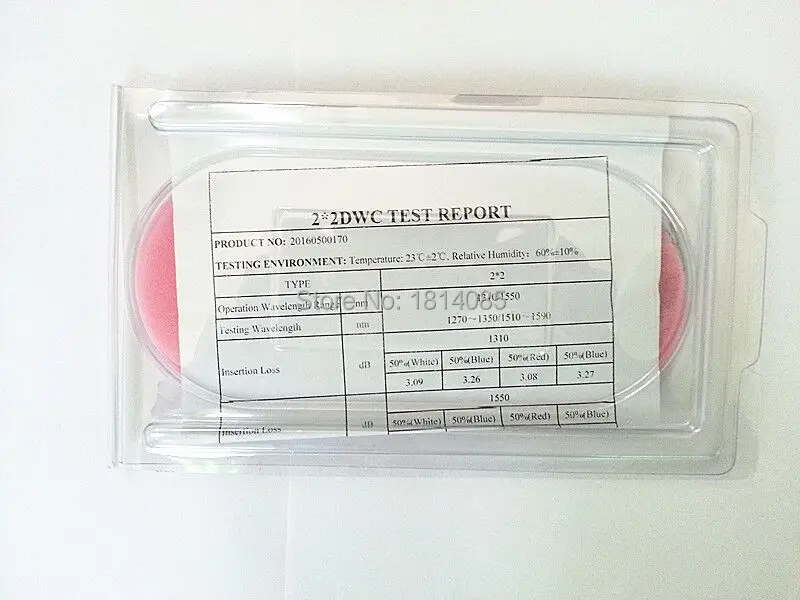 2*2DWC TEST REPORT
PRODUCT NO: 20160500170
TESTING ENVIRONMENT: Temperature: 23℃±2℃, Relative Humidity: 60%±10%
TYPE 2*2
Operation Wavelength Range nm 1310/1550
Store No: 1814089
Testing Wavelength nm 1270~1350/1510~1590
1310
50%(White) 50%(Blue) 50%(Red) 50%(Blue)
Insertion Loss dB
3.09 3.26 3.08 3.27
1550
Insertion Loss dB 50%(White) 50%(Blue) 50%(Red) 50%(Blue)